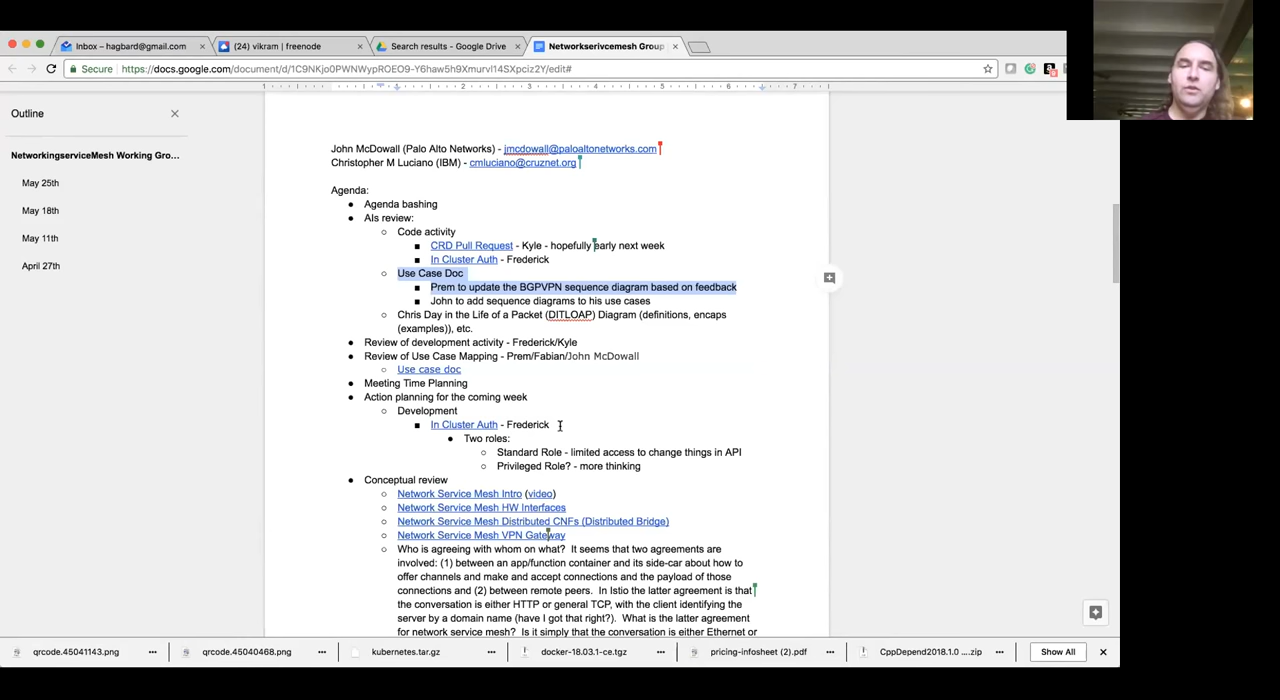 Inbox – hagbard@gmail.com
(24) vikram | freenode
Search results - Google Drive
Networkserivcemesh Group
Secure
https://docs.google.com/document/d/1C9NKjo0PWNWypROEO9-Y6haw5h9Xmurvl14SXpciz2Y/edit#
1 2 3 4 5 6 7
Outline
NetworkingserviceMesh Working Gro...
May 25th
May 18th
May 11th
April 27th
John McDowall (Palo Alto Networks) - jmcdowall@paloaltonetworks.com
Christopher M Luciano (IBM) - cmluciano@cruznet.org
Agenda:
● Agenda bashing
● AIs review:
○ Code activity
■ CRD Pull Request - Kyle - hopefully early next week
■ In Cluster Auth - Frederick
○ Use Case Doc
■ Prem to update the BGPVPN sequence diagram based on feedback
■ John to add sequence diagrams to his use cases
○ Chris Day in the Life of a Packet (DITLOAP) Diagram (definitions, encaps
(examples)), etc.
● Review of development activity - Frederick/Kyle
● Review of Use Case Mapping - Prem/Fabian/John McDowall
○ Use case doc
● Meeting Time Planning
● Action planning for the coming week
○ Development
■ In Cluster Auth - Frederick
● Two roles:
○ Standard Role - limited access to change things in API
○ Privileged Role? - more thinking
● Conceptual review
○ Network Service Mesh Intro (video)
○ Network Service Mesh HW Interfaces
○ Network Service Mesh Distributed CNFs (Distributed Bridge)
○ Network Service Mesh VPN Gateway
○ Who is agreeing with whom on what? It seems that two agreements are
involved: (1) between an app/function container and its side-car about how to
offer channels and make and accept connections and the payload of those
connections and (2) between remote peers. In Istio the latter agreement is that
the conversation is either HTTP or general TCP, with the client identifying the
server by a domain name (have I got that right?). What is the latter agreement
for network service mesh? Is it simply that the conversation is either Ethernet or
qrcode.45041143.png
qrcode.45040468.png
kubernetes.tar.gz
docker-18.03.1-ce.tgz
pricing-infosheet (2).pdf
CppDepend2018.1.0 ....zip
Show All